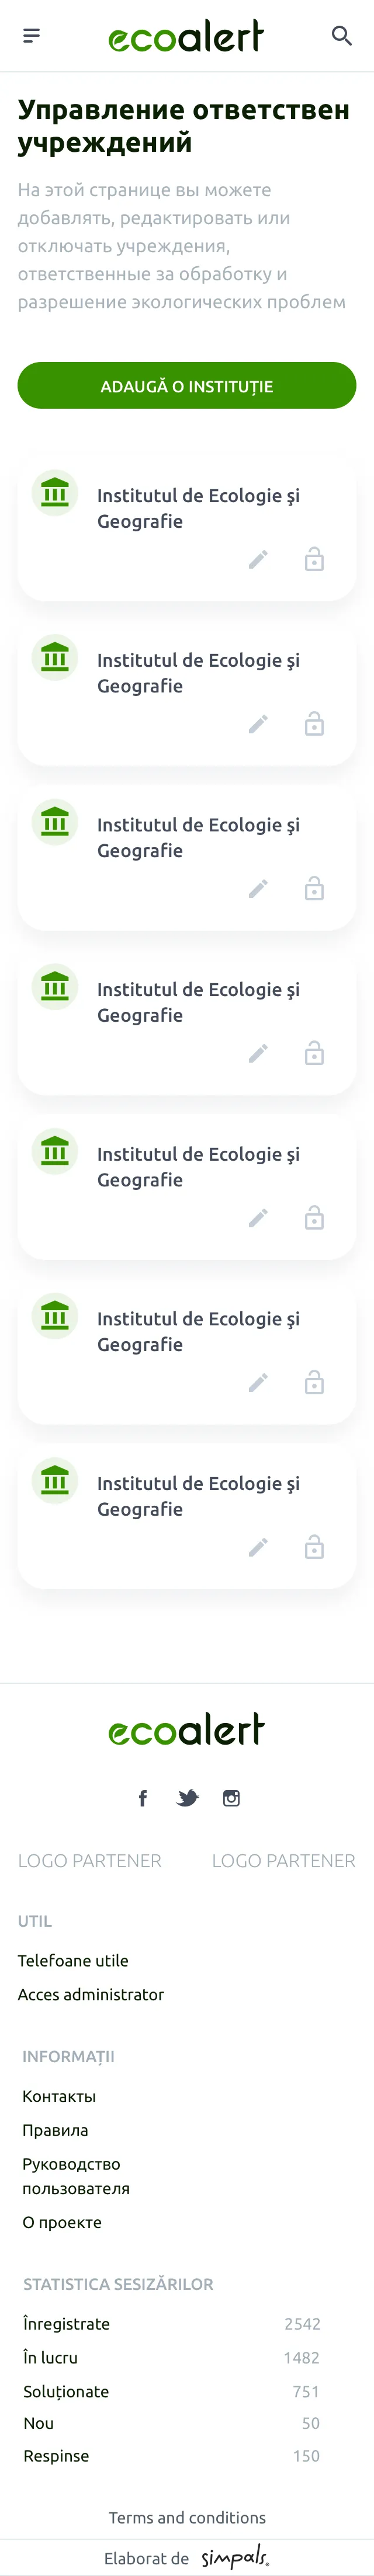 ecoalert
Управление ответствен
учреждений
На этой странице вы можете
добавлять, редактировать или
отключать учреждения,
ответственные за обработку и
разрешение экологических проблем
ADAUGĂ O INSTITUȚIE
Institutul de Ecologie şi
Geografie
Institutul de Ecologie şi
Geografie
Institutul de Ecologie şi
Geografie
Institutul de Ecologie şi
Geografie
Institutul de Ecologie şi
Geografie
Institutul de Ecologie şi
Geografie
Institutul de Ecologie şi
Geografie
ecoalert
LOGO PARTENER LOGO PARTENER
UTIL
Telefoane utile
Acces administrator
INFORMAȚII
Контакты
Правила
Руководство
пользователя
О проекте
STATISTICA SESIZĂRILOR
Înregistrate 2542
În lucru 1482
Soluționate 751
Nou 50
Respinse 150
Terms and conditions
Elaborat de simpals